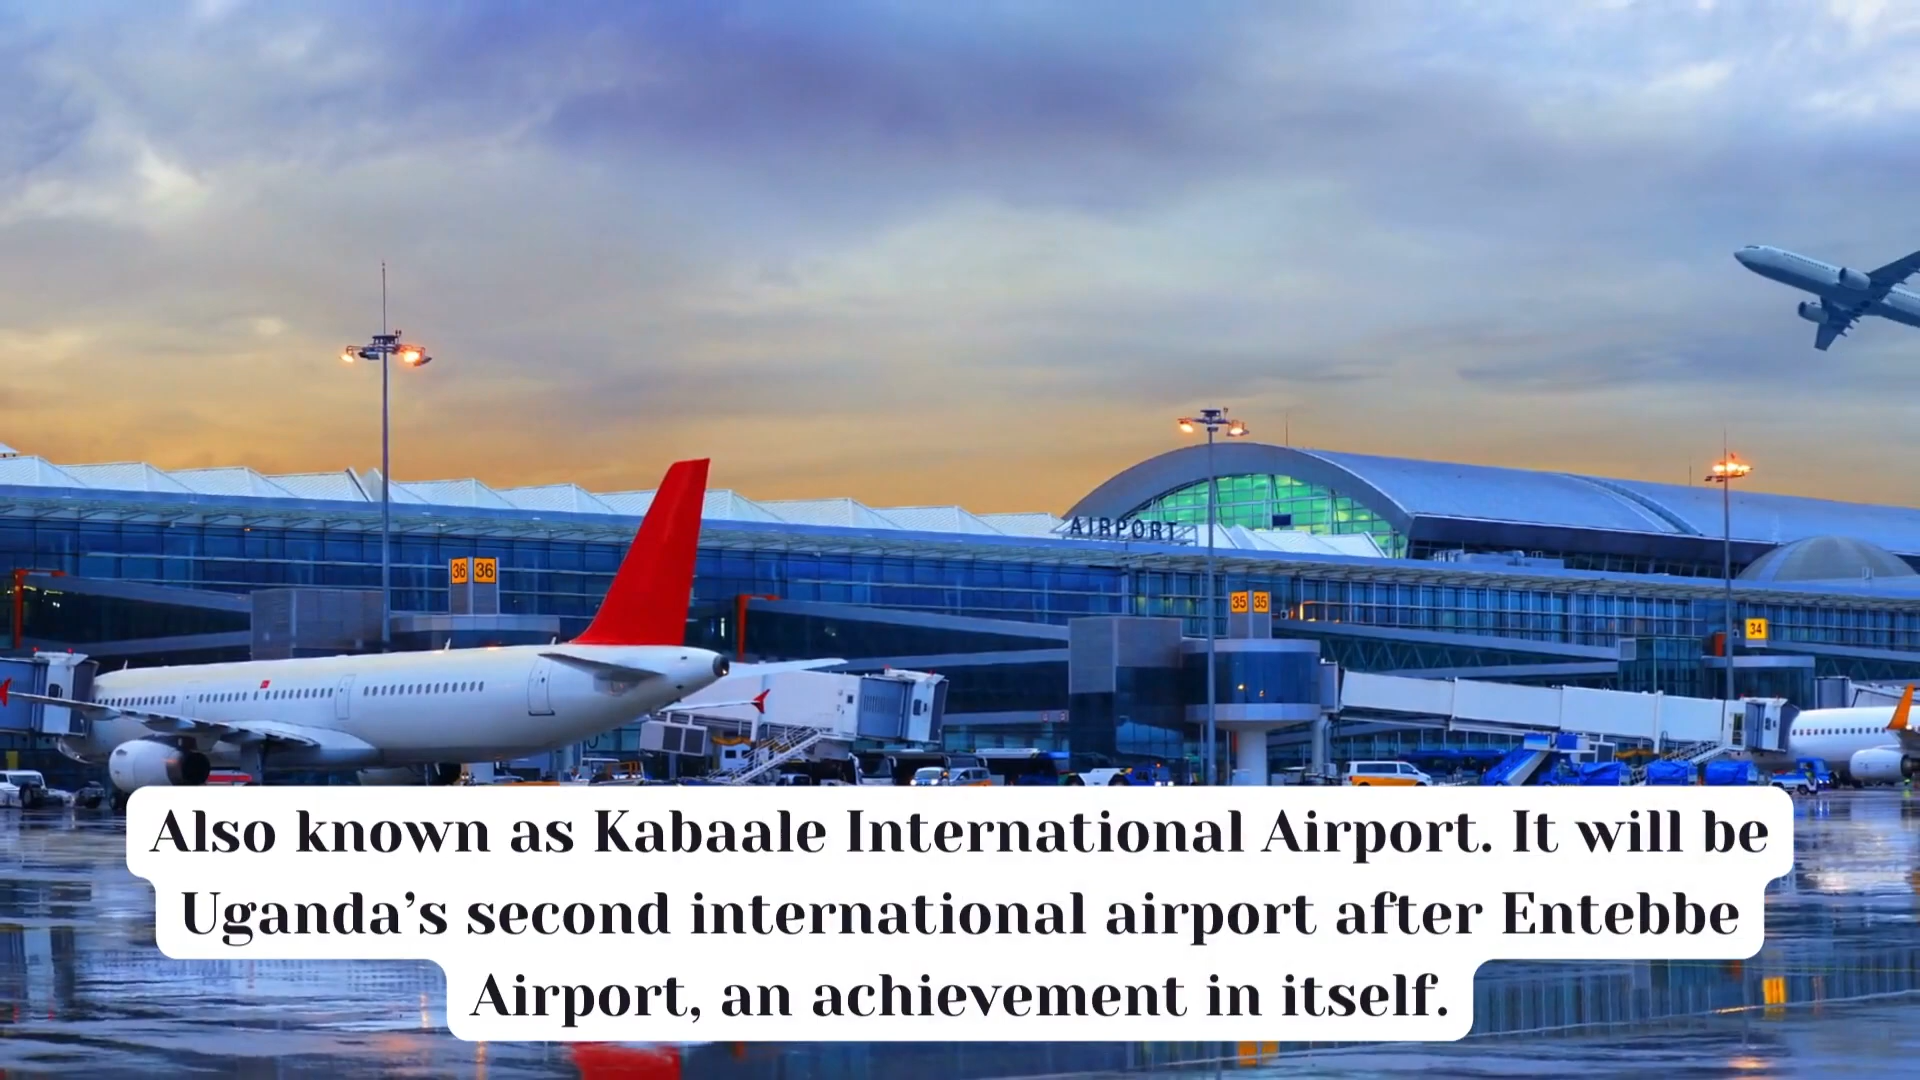 AIRPORT
36 36
35 35
34
Also known as Kabaale International Airport. It will be
Uganda’s second international airport after Entebbe
Airport, an achievement in itself.